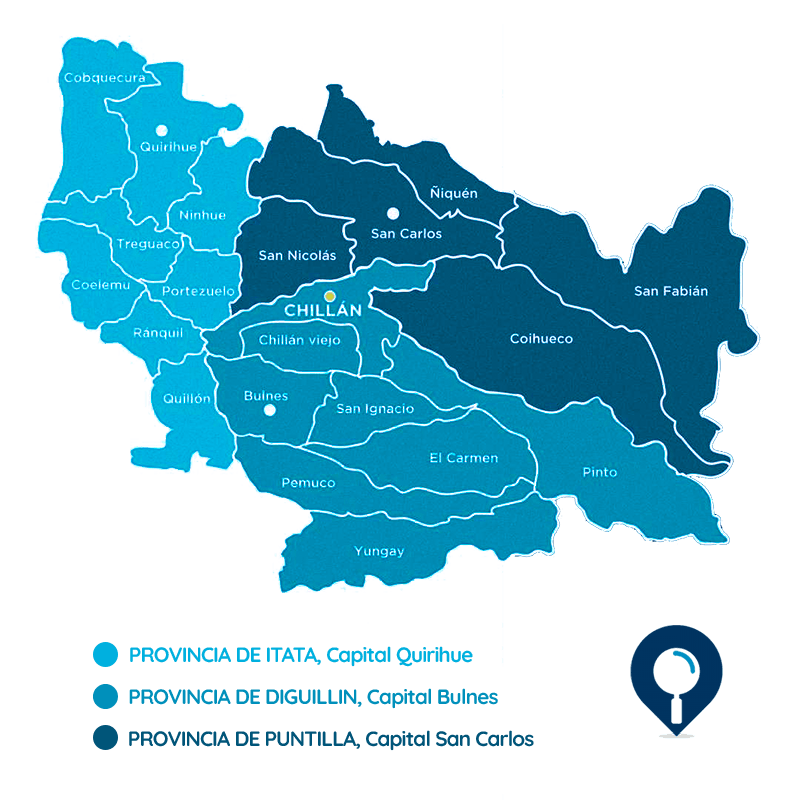 Cobquecura
Quirihue
Ñiquén
Ninhue
San Carlos
Treguaco
San Nicolás
Coelemu
Portezuelo
San Fabián
CHILLÁN
Ránquil
Chillán viejo
Coihueco
Quillón
Bulnes
San Ignacio
El Carmen
Pinto
Pemuco
Yungay
PROVINCIA DE ITATA, Capital Quirihue
PROVINCIA DE DIGUILLIN, Capital Bulnes
PROVINCIA DE PUNTILLA, Capital San Carlos